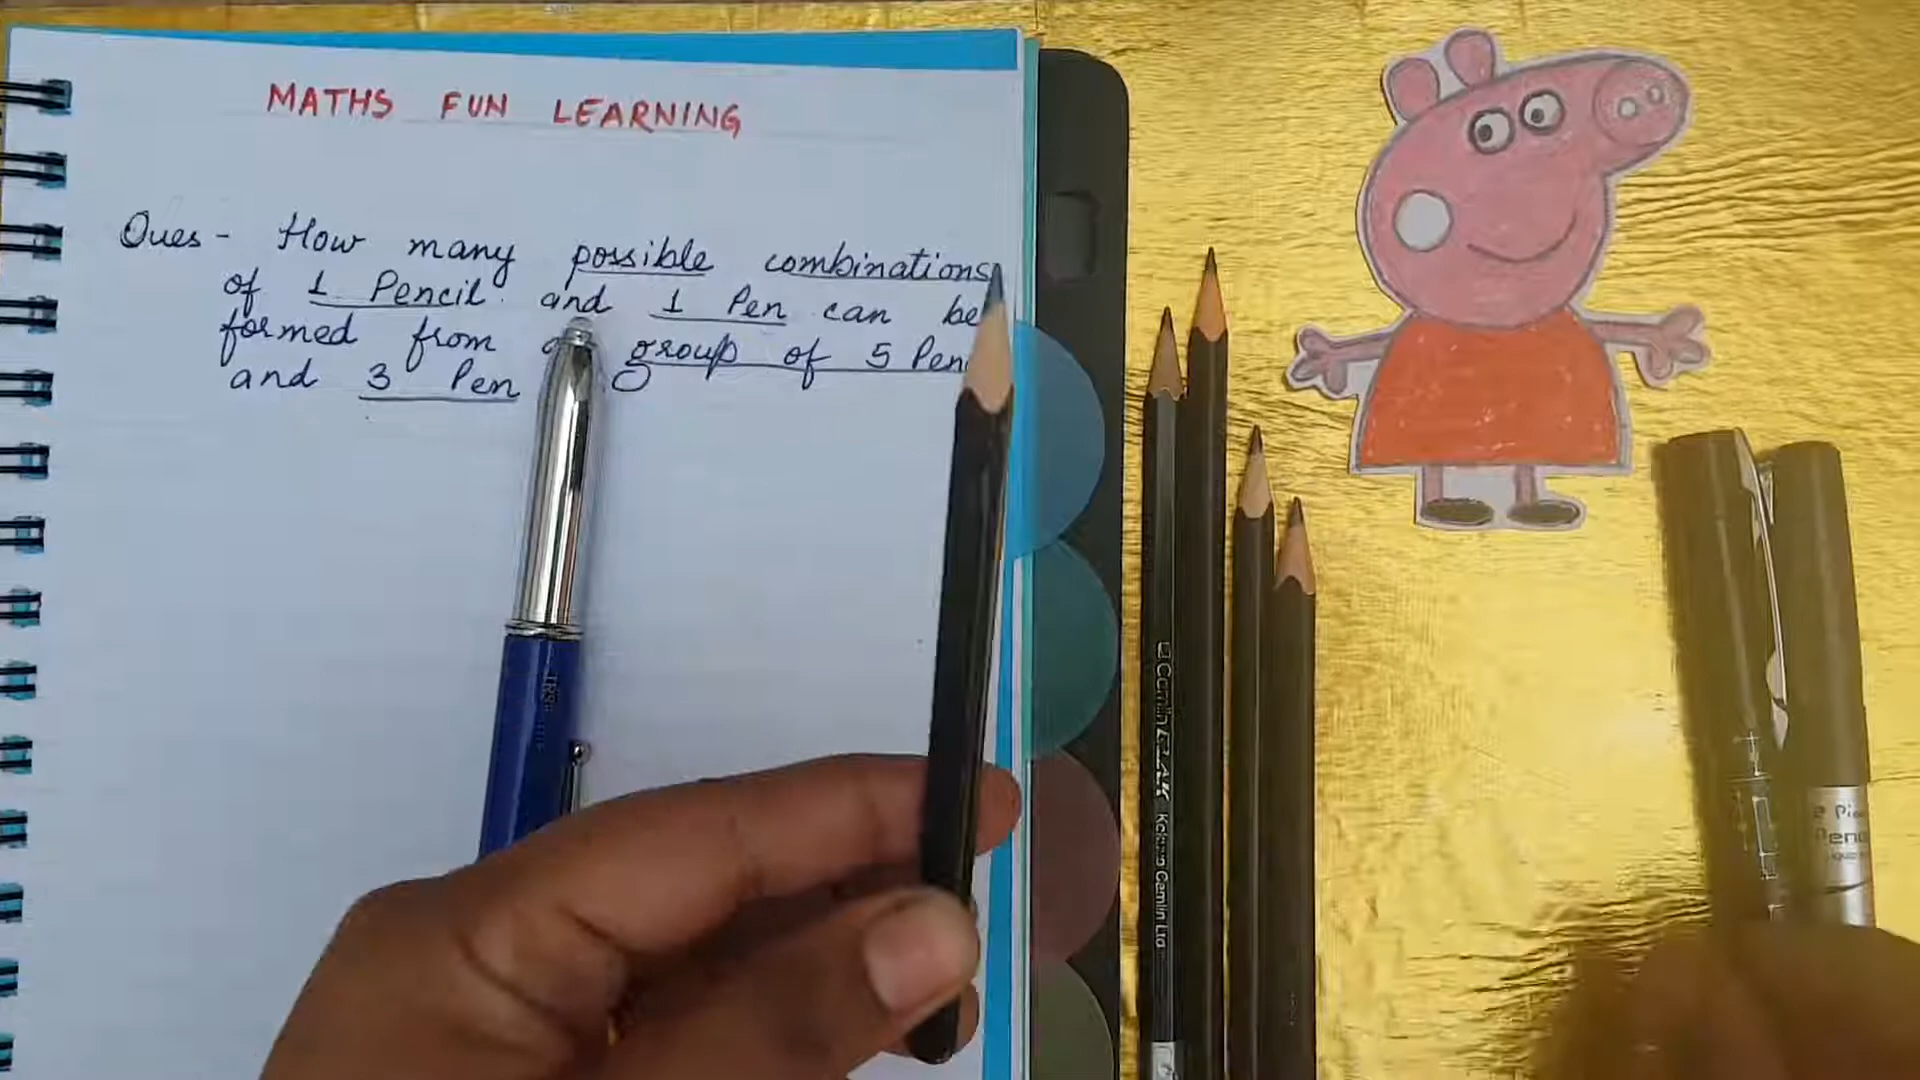 MATHS FUN LEARNING
Ques - How many possible combinations
of 1 Pencil and 1 Pen can be
formed from group of 5 Pen
and 3 Pen
Kokuyo Camlin Ltd